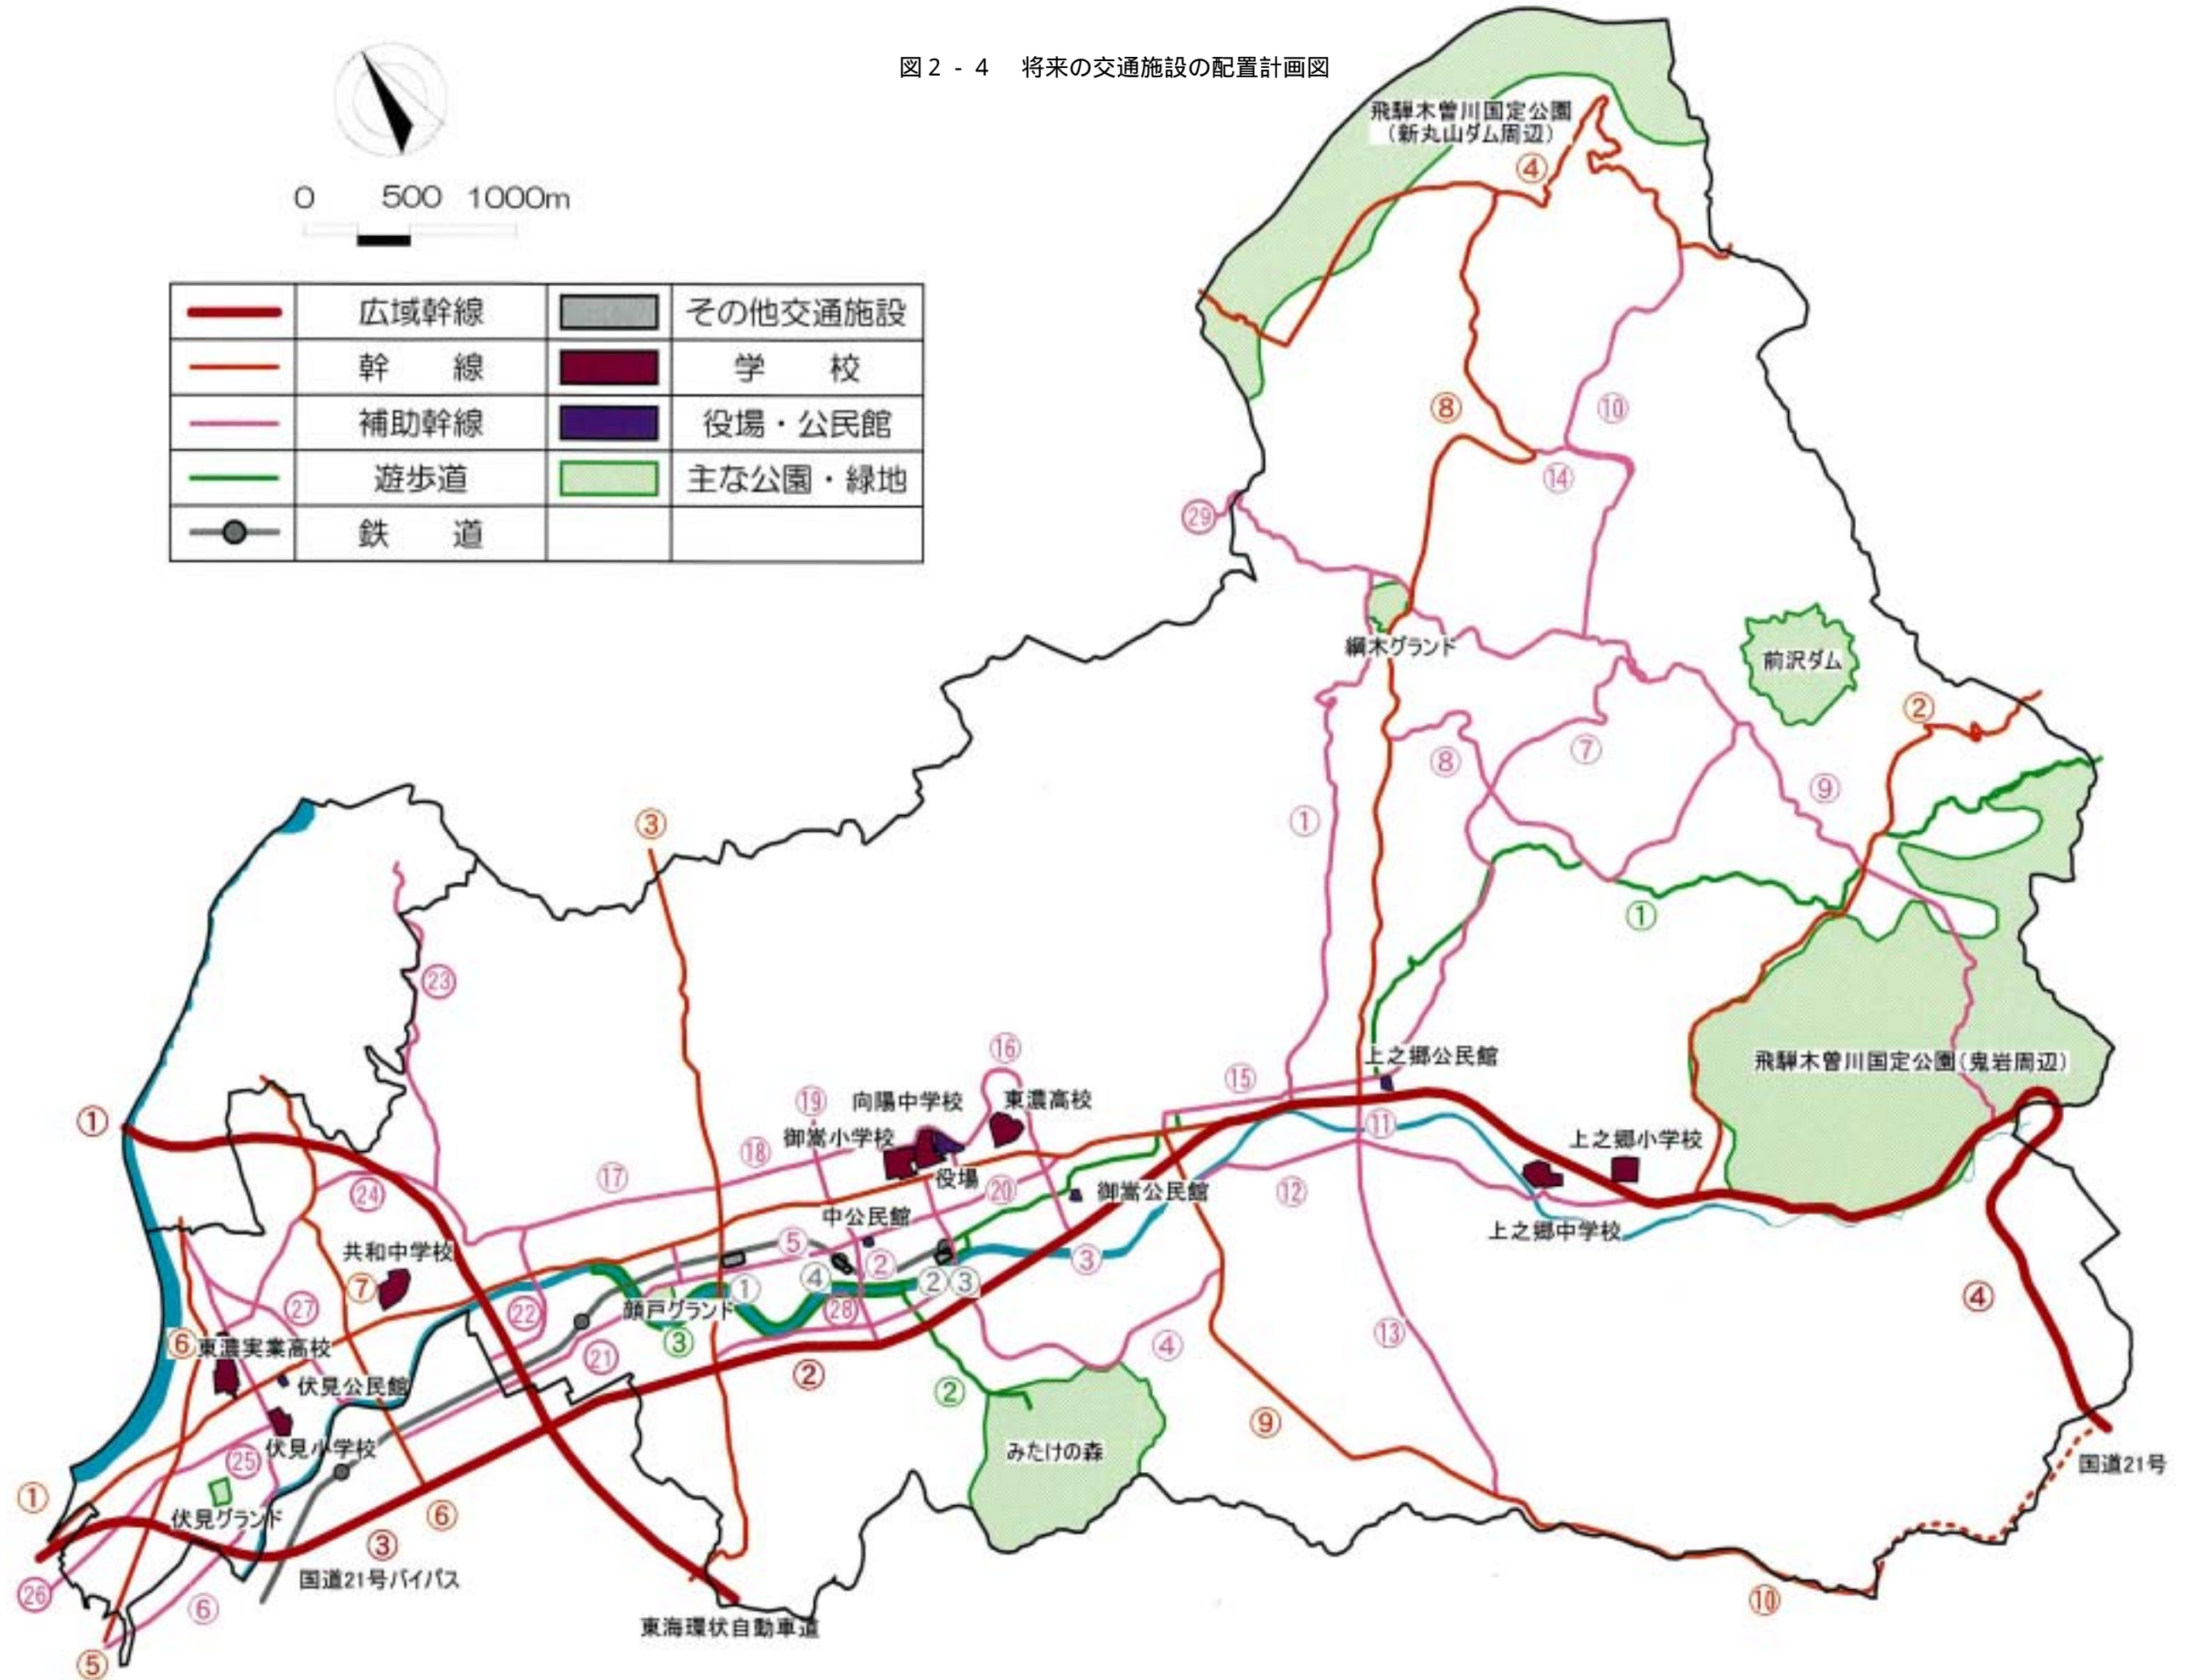 図2-4 将来の交通施設の配置計画図
飛騨木曽川国定公園
(新丸山ダム周辺)
④
0 500 1000m
広域幹線 その他交通施設
幹 線 学 校
補助幹線 役場・公民館
遊歩道 主な公園・緑地
鉄 道
⑧
⑩
⑭
㉙
綱木グランド
前沢ダム
②
⑦
⑧
⑨
①
③
①
㉓
⑯
上之郷公民館
飛騨木曽川国定公園(鬼岩周辺)
⑮
⑲
向陽中学校
東濃高校
①
⑪
御嵩小学校
上之郷小学校
⑱
⑰
役場
⑳
御嵩公民館
⑫
㉔
中公民館
上之郷中学校
共和中学校
⑤
②
③
⑦
①
④
②
③
④
㉗
㉒
顔戸グランド
㉘
⑥
東濃実業高校
③
⑬
④
㉑
②
伏見公民館
②
⑨
伏見小学校
みたけの森
㉕
国道21号
①
伏見グランド
⑥
③
国道21号バイパス
㉖
⑥
⑩
東海環状自動車道
⑤